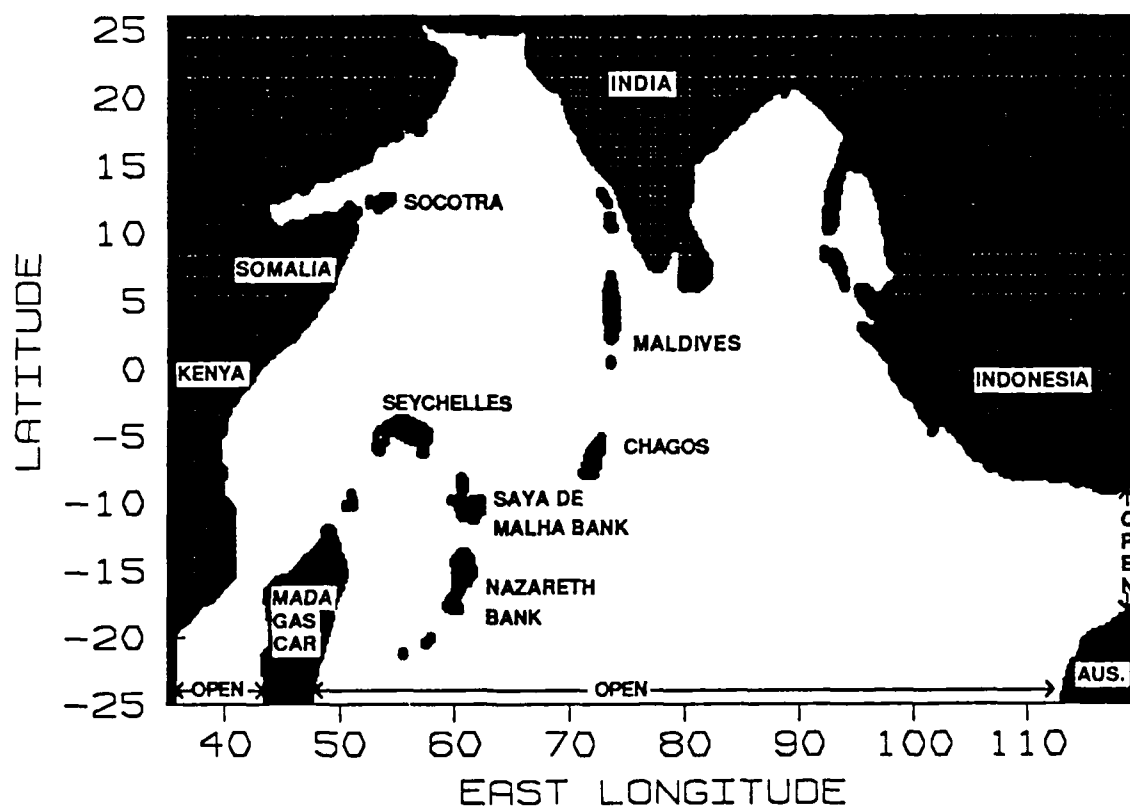 25
20
15
10
5
0
-5
-10
-15
-20
-25
LATITUDE
INDIA
SOCOTRA
SOMALIA
MALDIVES
KENYA
INDONESIA
SEYCHELLES
CHAGOS
SAYA DE
MALHA BANK
OPEN
NAZARETH
BANK
MADA
GAS
CAR
OPEN
OPEN
AUS.
40 50 60 70 80 90 100 110
EAST LONGITUDE